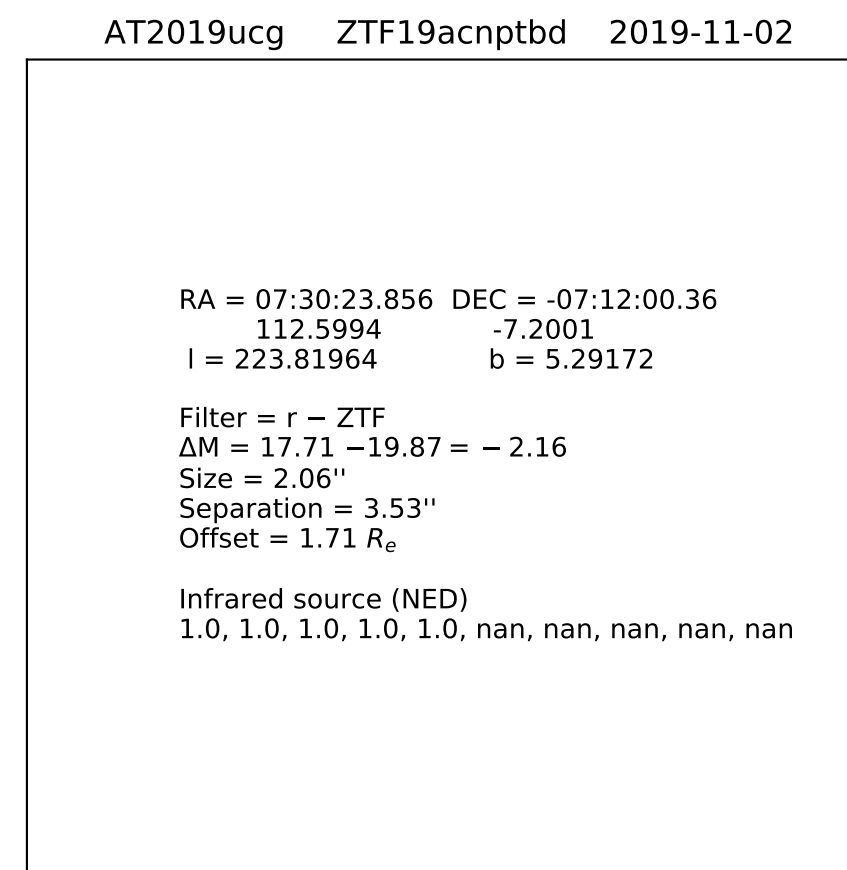 AT2019ucg ZTF19acnptbd 2019-11-02
RA = 07:30:23.856 DEC = -07:12:00.36
112.5994 -7.2001
l = 223.81964 b = 5.29172
Filter = r − ZTF
ΔM = 17.71 −19.87 = − 2.16
Size = 2.06''
Separation = 3.53''
Offset = 1.71 Rₑ
Infrared source (NED)
1.0, 1.0, 1.0, 1.0, 1.0, nan, nan, nan, nan, nan